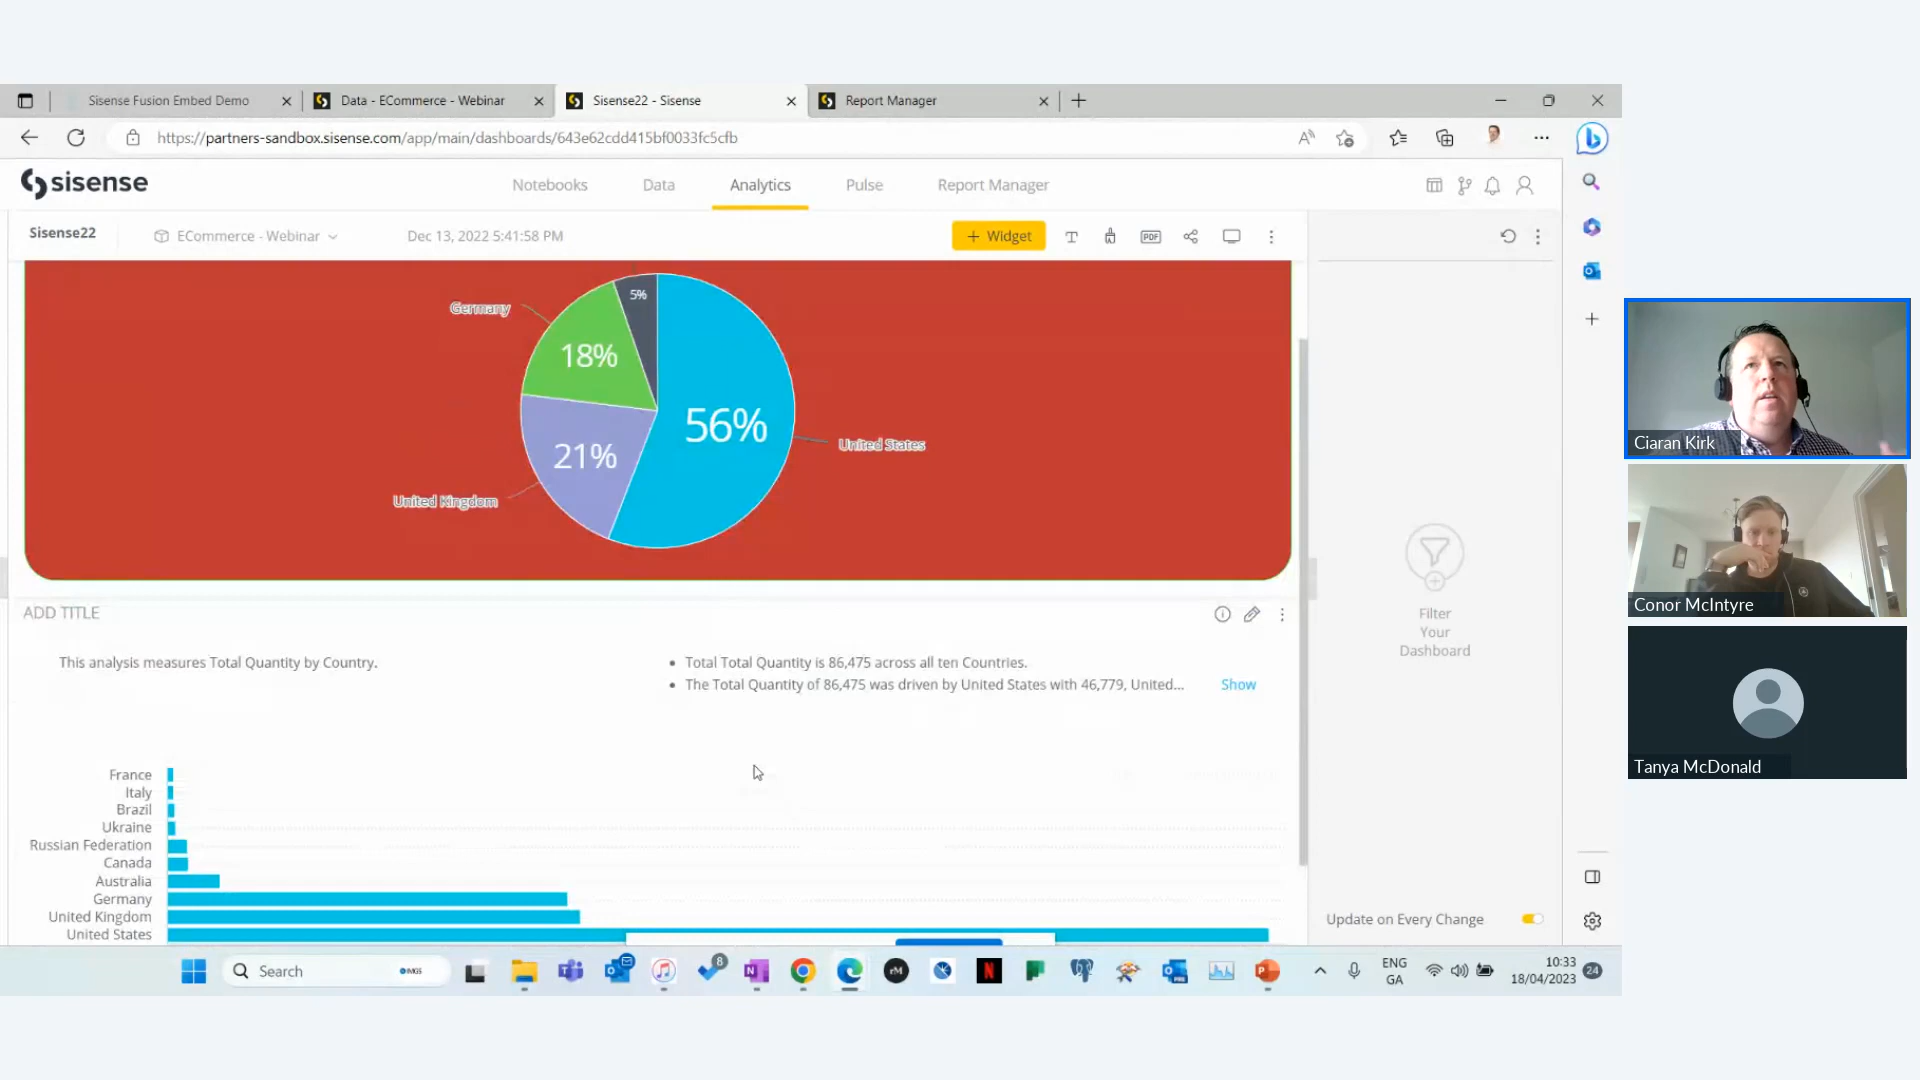 Sisense Fusion Embed Demo
Data - ECommerce - Webinar
Sisense22 - Sisense
Report Manager
https://partners-sandbox.sisense.com/app/main/dashboards/643e62cdd415bf0033fc5cfb
sisense
Notebooks
Data
Analytics
Pulse
Report Manager
Sisense22
ECommerce - Webinar
Dec 13, 2022 5:41:58 PM
+ Widget
PDF
Germany
5%
18%
56%
21%
United States
United Kingdom
ADD TITLE
This analysis measures Total Quantity by Country.
• Total Total Quantity is 86,475 across all ten Countries.
• The Total Quantity of 86,475 was driven by United States with 46,779, United...
Show
France
Italy
Brazil
Ukraine
Russian Federation
Canada
Australia
Germany
United Kingdom
United States
Filter
Your
Dashboard
Update on Every Change
Ciaran Kirk
Conor McIntyre
Tanya McDonald
Search
8
rM
N
ENG
GA
10:33
18/04/2023
24